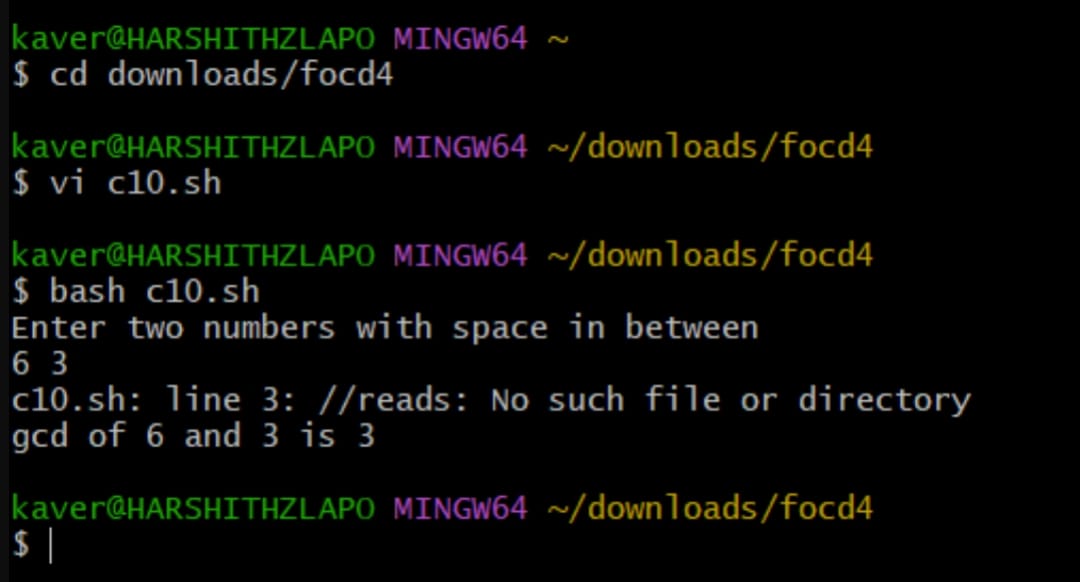 kaver@HARSHITHZLAPO MINGW64 ~
$ cd downloads/focd4
kaver@HARSHITHZLAPO MINGW64 ~/downloads/focd4
$ vi c10.sh
kaver@HARSHITHZLAPO MINGW64 ~/downloads/focd4
$ bash c10.sh
Enter two numbers with space in between
6 3
c10.sh: line 3: //reads: No such file or directory
gcd of 6 and 3 is 3
kaver@HARSHITHZLAPO MINGW64 ~/downloads/focd4
$